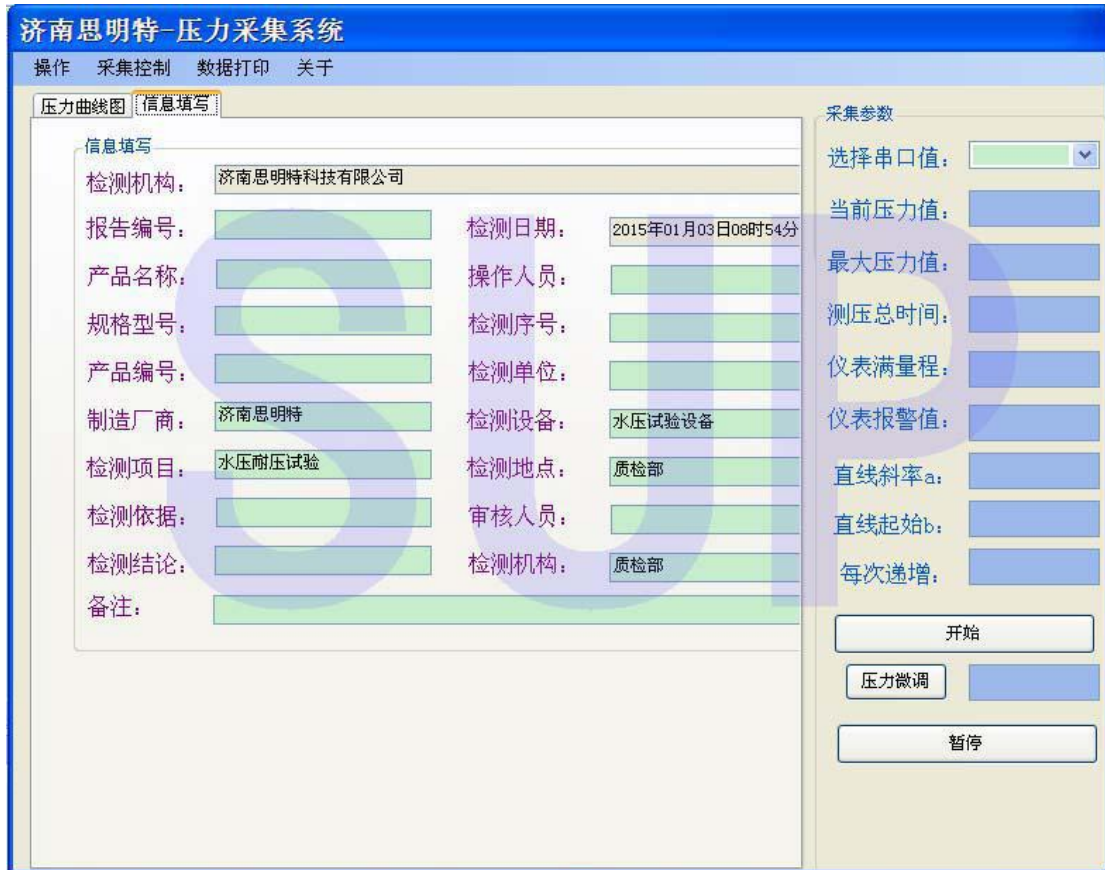 济南思明特-压力采集系统
操作 采集控制 数据打印 关于
压力曲线图 信息填写
信息填写
检测机构: 济南思明特科技有限公司
报告编号: 检测日期: 2015年01月03日08时54分
产品名称: 操作人员:
规格型号: 检测序号:
产品编号: 检测单位:
制造厂商: 济南思明特 检测设备: 水压试验设备
检测项目: 水压耐压试验 检测地点: 质检部
检测依据: 审核人员:
检测结论: 检测机构: 质检部
备注:
采集参数
选择串口值:
当前压力值:
最大压力值:
测压总时间:
仪表满量程:
仪表报警值:
直线斜率a:
直线起始b:
每次递增:
开始
压力微调
暂停
SUP